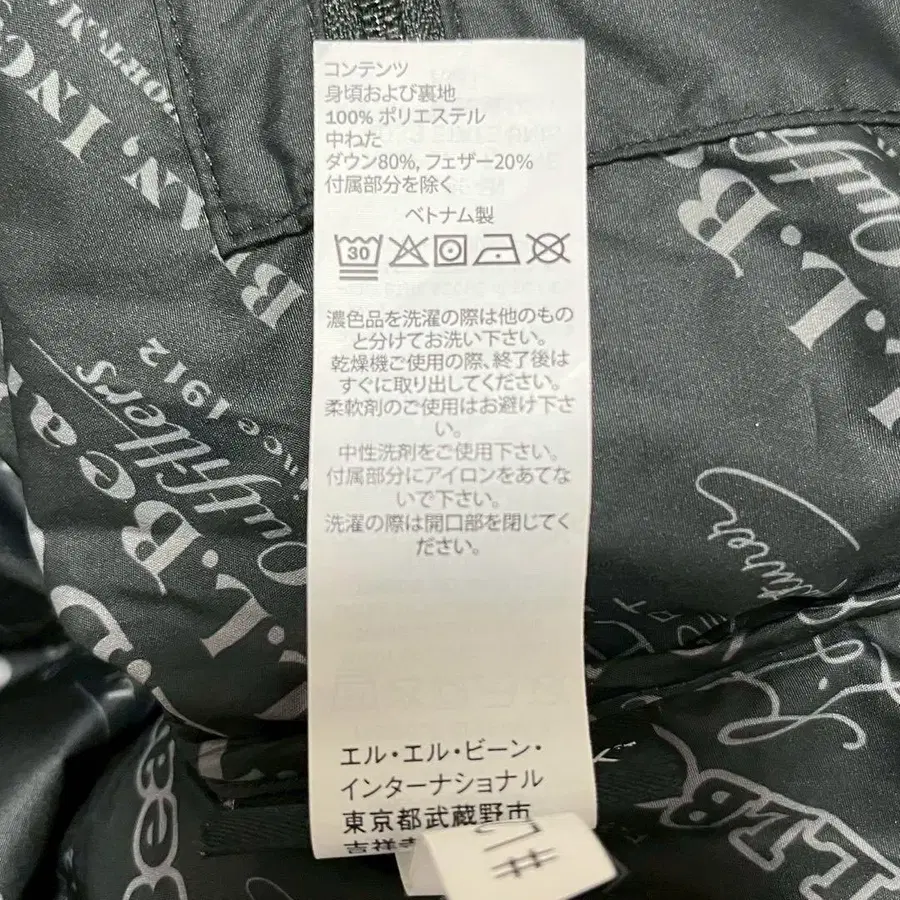 コンテンツ
身頃および裏地
100% ポリエステル
中わた
ダウン80%, フェザー20%
付属部分を除く
ベトナム製
30
濃色品を洗濯の際は他のもの
と分けてお洗い下さい。
乾燥機ご使用の際、終了後は
すぐに取り出してください。
柔軟剤のご使用はお避け下さ
い。
中性洗剤をご使用下さい。
付属部分にアイロンをあてな
いで下さい。
洗濯の際は開口部を閉じてく
ださい。
エル・エル・ビーン・
インターナショナル
東京都武蔵野市
吉祥寺
L.L.Bean
Outfitters
Since 1912